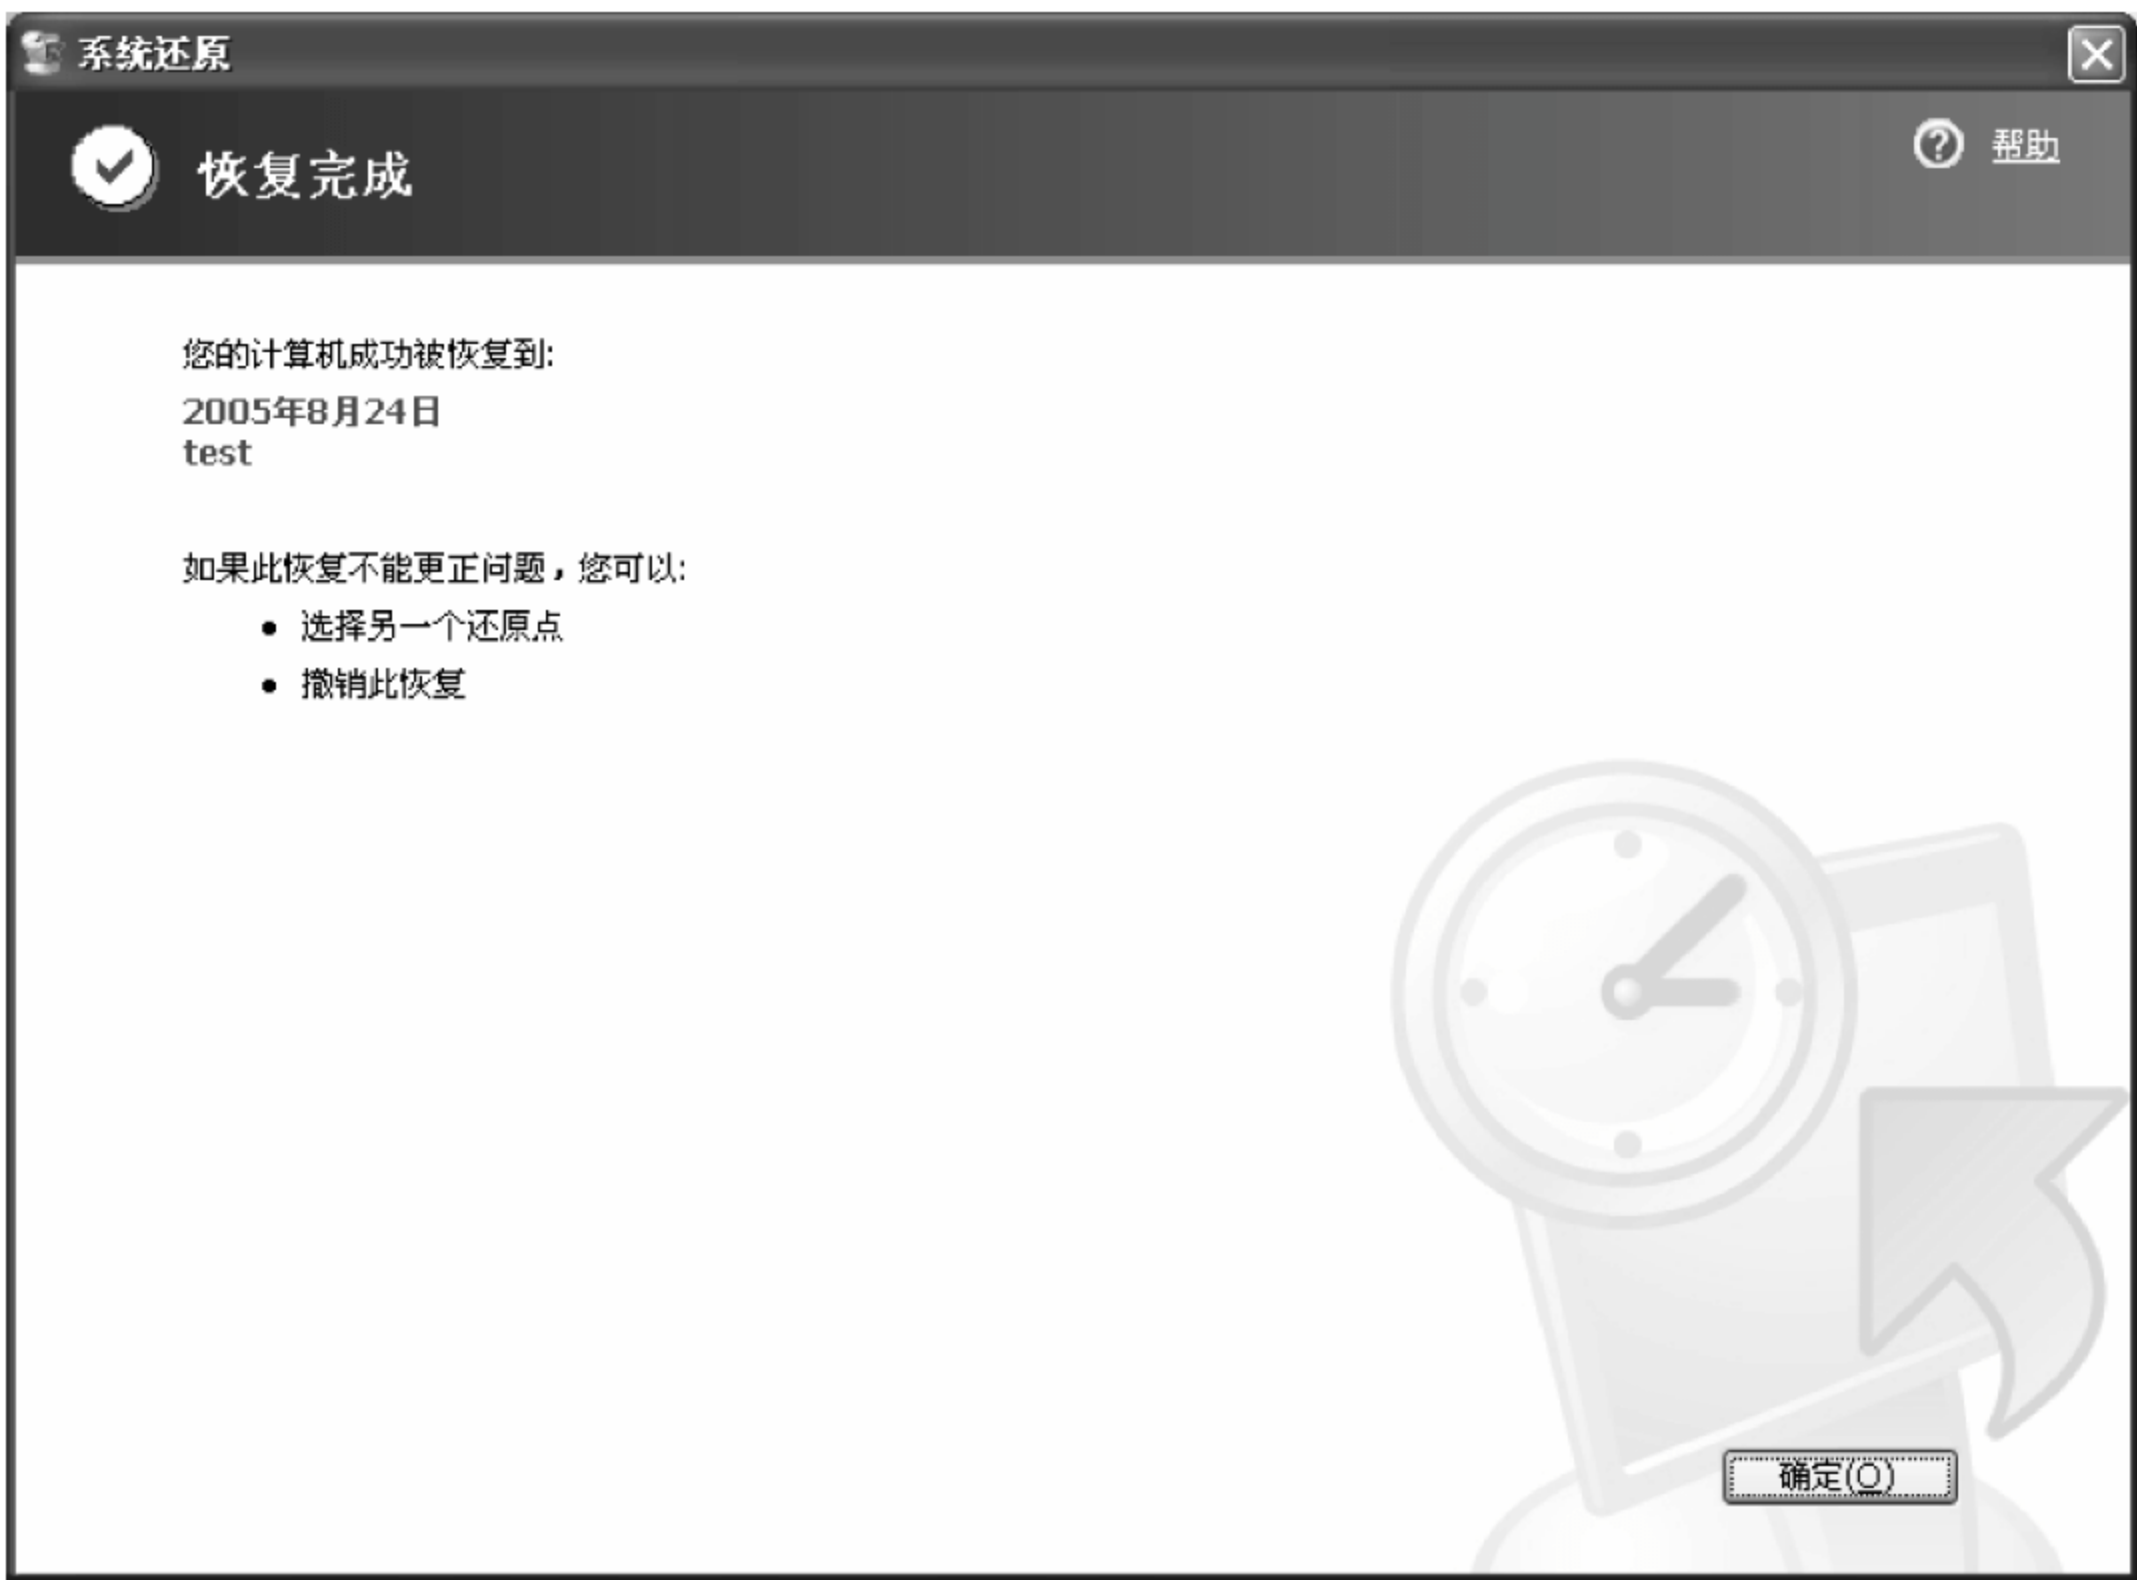 系统还原
恢复完成
帮助
您的计算机成功被恢复到:
2005年8月24日
test
如果此恢复不能更正问题，您可以:
• 选择另一个还原点
• 撤销此恢复
确定(O)